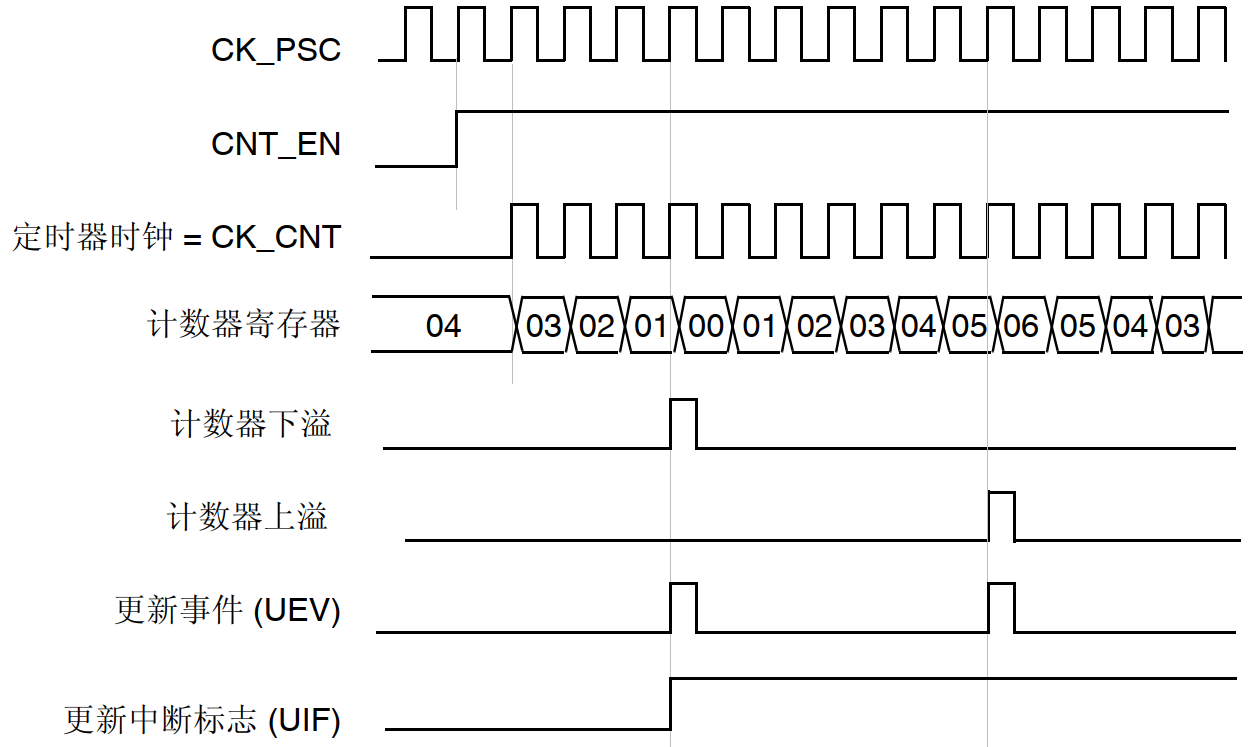 CK_PSC
CNT_EN
定时器时钟 = CK_CNT
计数器寄存器 04 03 02 01 00 01 02 03 04 05 06 05 04 03
计数器下溢
计数器上溢
更新事件 (UEV)
更新中断标志 (UIF)